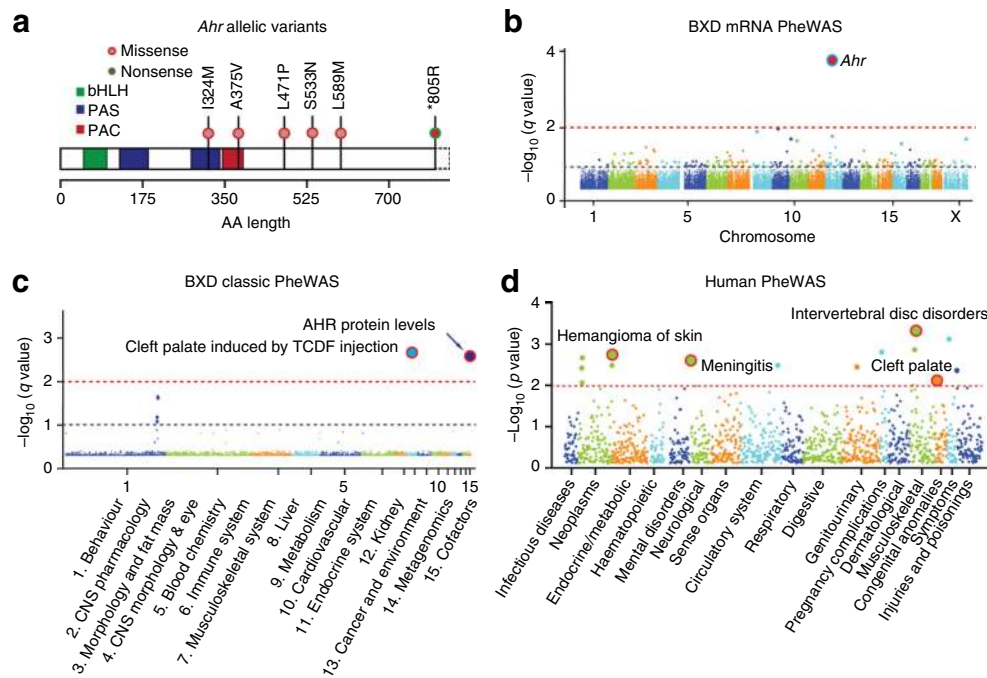 a
Ahr allelic variants
Missense
Nonsense
bHLH
PAS
PAC
I324M
A375V
L471P
S533N
L589M
*805R
0 175 350 525 700
AA length
b
BXD mRNA PheWAS
4
2
0
–log10 (q value)
Ahr
1 5 10 15 X
Chromosome
c
BXD classic PheWAS
3
2
1
0
–log10 (q value)
AHR protein levels
Cleft palate induced by TCDF injection
1 5 10 15
1. Behaviour
2. CNS pharmacology
3. Morphology and fat mass
4. CNS morphology & eye
5. Blood chemistry
6. Immune system
7. Musculoskeletal system
8. Liver
9. Metabolism
10. Cardiovascular
11. Endocrine system
12. Kidney
13. Cancer and environment
14. Metagenomics
15. Cofactors
d
Human PheWAS
4
3
2
1
0
–Log10 (p value)
Intervertebral disc disorders
Hemangioma of skin
Meningitis
Cleft palate
Infectious diseases
Neoplasms
Endocrine/metabolic
Haematopoietic
Mental disorders
Neurological
Sense organs
Circulatory system
Respiratory
Digestive
Genitourinary
Pregnancy complications
Dermatological
Musculoskeletal
Congenital anomalies
Symptoms
Injuries and poisonings